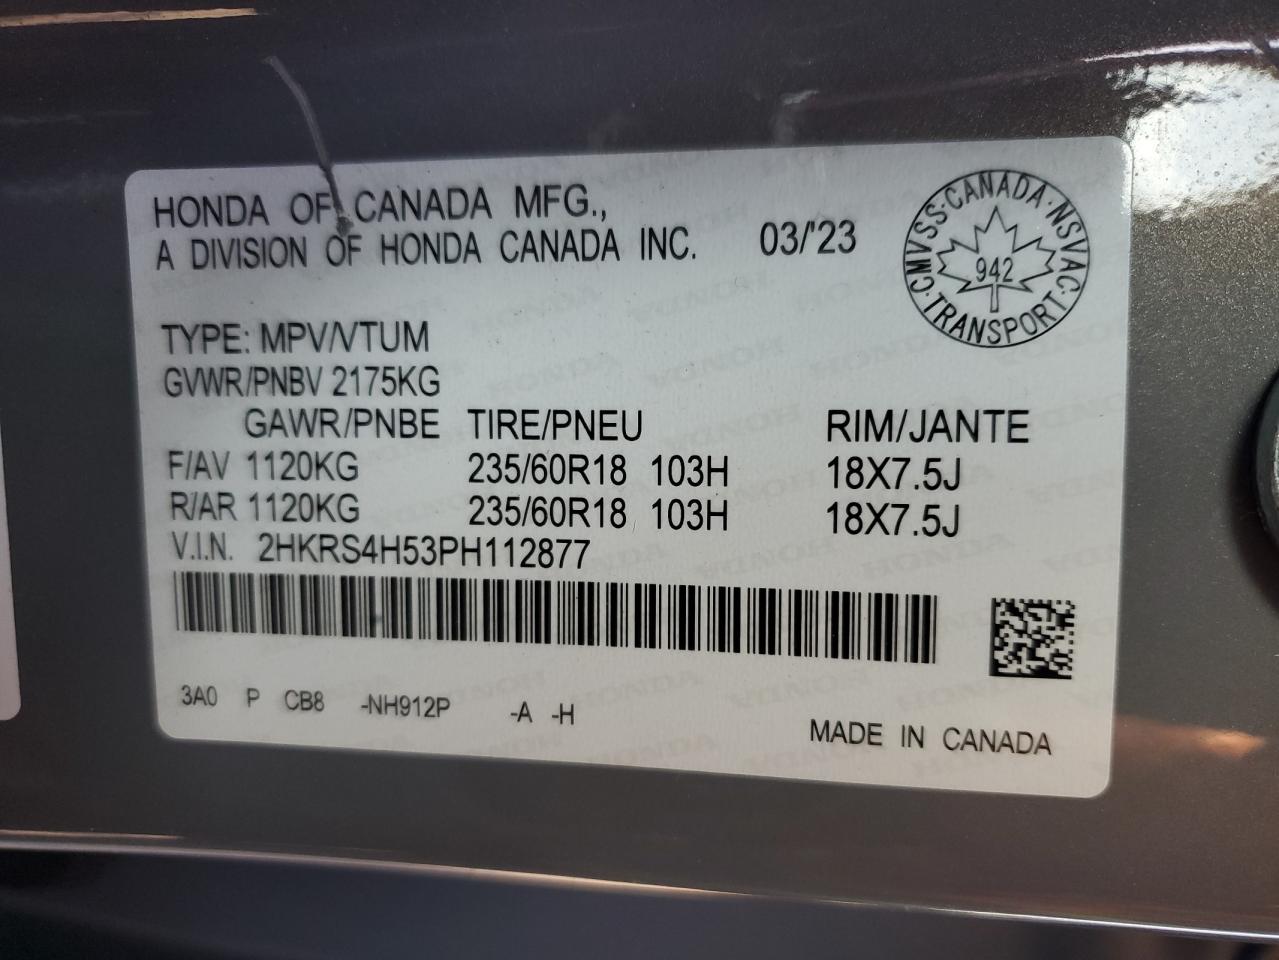 HONDA OF CANADA MFG.,
A DIVISION OF HONDA CANADA INC. 03/'23
CMVSS·CANADA·NSVAC·TRANSPORT·
942
TYPE: MPV/VTUM
GVWR/PNBV 2175KG
GAWR/PNBE TIRE/PNEU RIM/JANTE
F/AV 1120KG 235/60R18 103H 18X7.5J
R/AR 1120KG 235/60R18 103H 18X7.5J
V.I.N. 2HKRS4H53PH112877
3A0 P CB8 -NH912P -A -H
MADE IN CANADA